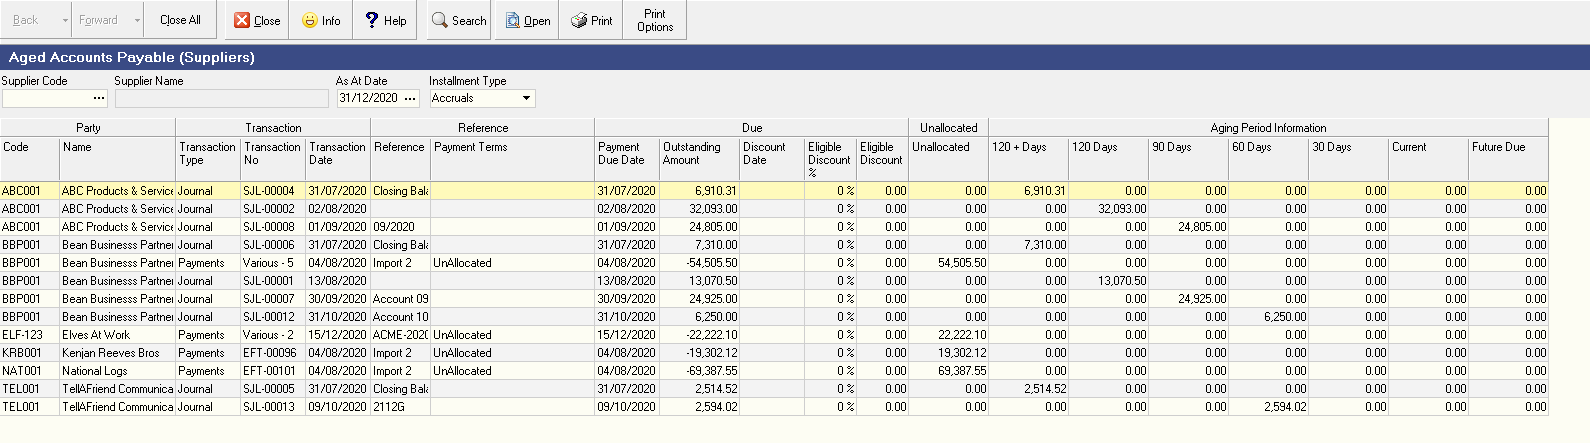 Back Forward Close All Close Info Help Search Open Print Print Options
Aged Accounts Payable (Suppliers)
Supplier Code Supplier Name As At Date Installment Type
... 31/12/2020 ... Accruals
Party Transaction Reference Due Unallocated Aging Period Information
Code Name Transaction Type Transaction No Transaction Date Reference Payment Terms Payment Due Date Outstanding Amount Discount Date Eligible Discount % Eligible Discount Unallocated 120 + Days 120 Days 90 Days 60 Days 30 Days Current Future Due
ABC001 ABC Products & Service Journal SJL-00004 31/07/2020 Closing Bala 31/07/2020 6,910.31 0 % 0.00 0.00 6,910.31 0.00 0.00 0.00 0.00 0.00 0.00
ABC001 ABC Products & Service Journal SJL-00002 02/08/2020 02/08/2020 32,093.00 0 % 0.00 0.00 0.00 32,093.00 0.00 0.00 0.00 0.00 0.00
ABC001 ABC Products & Service Journal SJL-00008 01/09/2020 09/2020 01/09/2020 24,805.00 0 % 0.00 0.00 0.00 0.00 24,805.00 0.00 0.00 0.00 0.00
BBP001 Bean Businesss Partner Journal SJL-00006 31/07/2020 Closing Bala 31/07/2020 7,310.00 0 % 0.00 0.00 7,310.00 0.00 0.00 0.00 0.00 0.00 0.00
BBP001 Bean Businesss Partner Payments Various - 5 04/08/2020 Import 2 UnAllocated 04/08/2020 -54,505.50 0 % 0.00 54,505.50 0.00 0.00 0.00 0.00 0.00 0.00 0.00
BBP001 Bean Businesss Partner Journal SJL-00001 13/08/2020 13/08/2020 13,070.50 0 % 0.00 0.00 0.00 13,070.50 0.00 0.00 0.00 0.00 0.00
BBP001 Bean Businesss Partner Journal SJL-00007 30/09/2020 Account 09 30/09/2020 24,925.00 0 % 0.00 0.00 0.00 0.00 24,925.00 0.00 0.00 0.00 0.00
BBP001 Bean Businesss Partner Journal SJL-00012 31/10/2020 Account 10 31/10/2020 6,250.00 0 % 0.00 0.00 0.00 0.00 0.00 6,250.00 0.00 0.00 0.00
ELF-123 Elves At Work Payments Various - 2 15/12/2020 ACME-2020 UnAllocated 15/12/2020 -22,222.10 0 % 0.00 22,222.10 0.00 0.00 0.00 0.00 0.00 0.00 0.00
KRB001 Kenjan Reeves Bros Payments EFT-00096 04/08/2020 Import 2 UnAllocated 04/08/2020 -19,302.12 0 % 0.00 19,302.12 0.00 0.00 0.00 0.00 0.00 0.00 0.00
NAT001 National Logs Payments EFT-00101 04/08/2020 Import 2 UnAllocated 04/08/2020 -69,387.55 0 % 0.00 69,387.55 0.00 0.00 0.00 0.00 0.00 0.00 0.00
TEL001 TellAFriend Communica Journal SJL-00005 31/07/2020 Closing Bala 31/07/2020 2,514.52 0 % 0.00 0.00 2,514.52 0.00 0.00 0.00 0.00 0.00 0.00
TEL001 TellAFriend Communica Journal SJL-00013 09/10/2020 2112G 09/10/2020 2,594.02 0 % 0.00 0.00 0.00 0.00 0.00 2,594.02 0.00 0.00 0.00